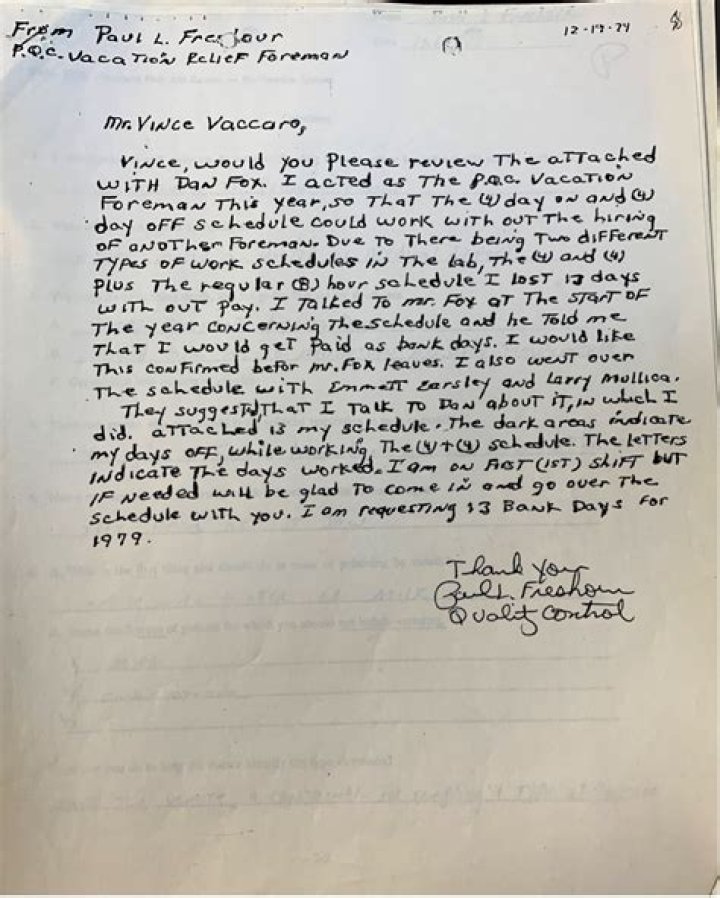 From Paul L. Freshour 12-19-79
P.Q.C. Vacation Relief Foreman
Mr. Vince Vaccaro,
Vince, would you Please review The attached
with Dan Fox. I acted as The P.Q.C. Vacation
Foreman This year, so That The (4) day on and (4)
day off schedule could work with out The hiring
of another Foreman. Due To There being Two different
Types of work schedules in The lab, The (4) and (4)
Plus The regular (8) hour schedule I lost 13 days
with out Pay. I Talked To Mr. Fox at The start of
The year concerning The schedule and he Told me
That I would get Paid as bank days. I would like
This confirmed befor Mr. Fox leaves. I also went over
The schedule with Emmett and Larry Mullica.
They suggested That I Talk To Dan about it, in which I
did. attached is my schedule. The dark areas indicate
my days off, while working, The (4)+(4) schedule. The letters
indicate The days worked. I am on (1st) shift but
if needed will be glad To come in and go over The
schedule with you. I am requesting 13 Bank Days for
1979.
Thank you
Paul L. Freshour
Quality Control